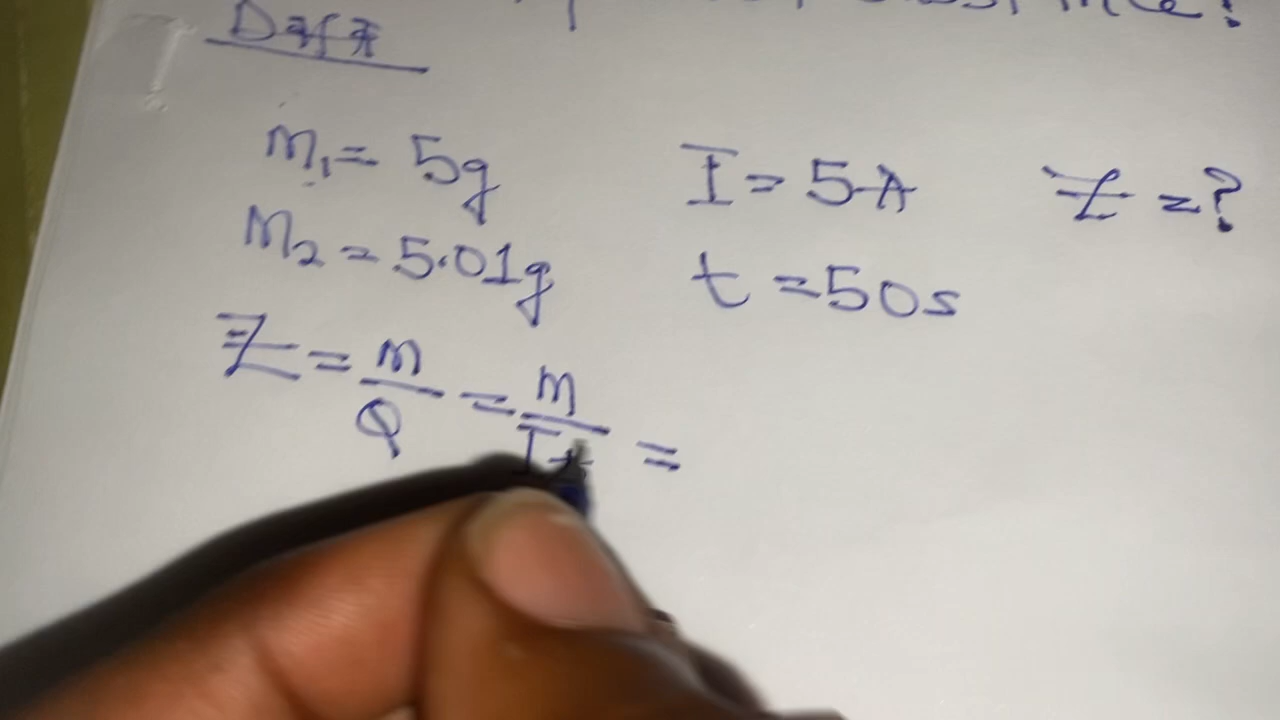 Data
m₁ = 5g I = 5A Z = ?
m₂ = 5.01g t = 50s
Z = m/Q = m/It =